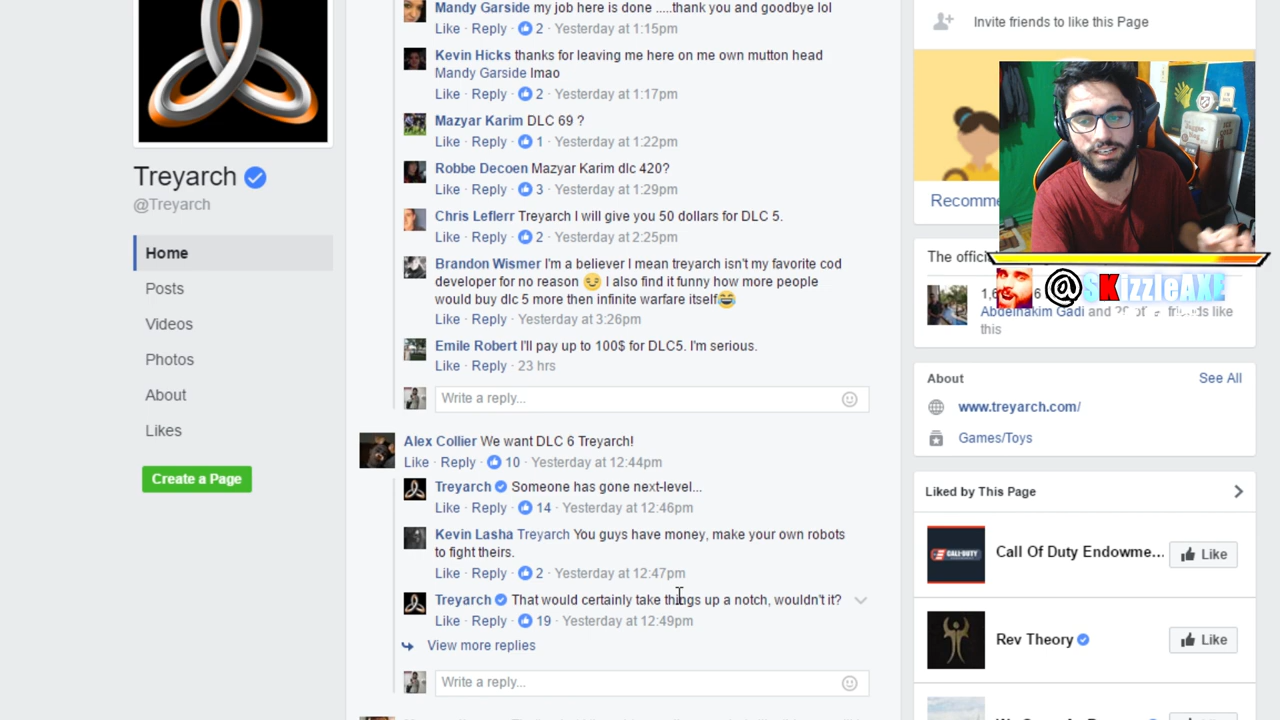 Mandy Garside my job here is done .....thank you and goodbye lol
Like · Reply · 2 · Yesterday at 1:15pm
Kevin Hicks thanks for leaving me here on me own mutton head
Mandy Garside lmao
Like · Reply · 2 · Yesterday at 1:17pm
Mazyar Karim DLC 69 ?
Like · Reply · 1 · Yesterday at 1:22pm
Robbe Decoen Mazyar Karim dlc 420?
Like · Reply · 3 · Yesterday at 1:29pm
Chris Leflerr Treyarch I will give you 50 dollars for DLC 5.
Like · Reply · 2 · Yesterday at 2:25pm
Brandon Wismer I'm a believer I mean treyarch isn't my favorite cod
developer for no reason 😏 I also find it funny how more people
would buy dlc 5 more then infinite warfare itself😂
Like · Reply · Yesterday at 3:26pm
Emile Robert I'll pay up to 100$ for DLC5. I'm serious.
Like · Reply · 23 hrs
Write a reply...
Alex Collier We want DLC 6 Treyarch!
Like · Reply · 10 · Yesterday at 12:44pm
Treyarch Someone has gone next-level...
Like · Reply · 14 · Yesterday at 12:46pm
Kevin Lasha Treyarch You guys have money, make your own robots
to fight theirs.
Like · Reply · 2 · Yesterday at 12:47pm
Treyarch That would certainly take things up a notch, wouldn't it?
Like · Reply · 19 · Yesterday at 12:49pm
View more replies
Write a reply...
Treyarch
@Treyarch
Home
Posts
Videos
Photos
About
Likes
Create a Page
Invite friends to like this Page
Recomme
The offici
@SKizzleAXE
Abdelhakim Gadi and friends like
this
About
See All
www.treyarch.com/
Games/Toys
Liked by This Page
Call Of Duty Endowme...
Like
Rev Theory
Like